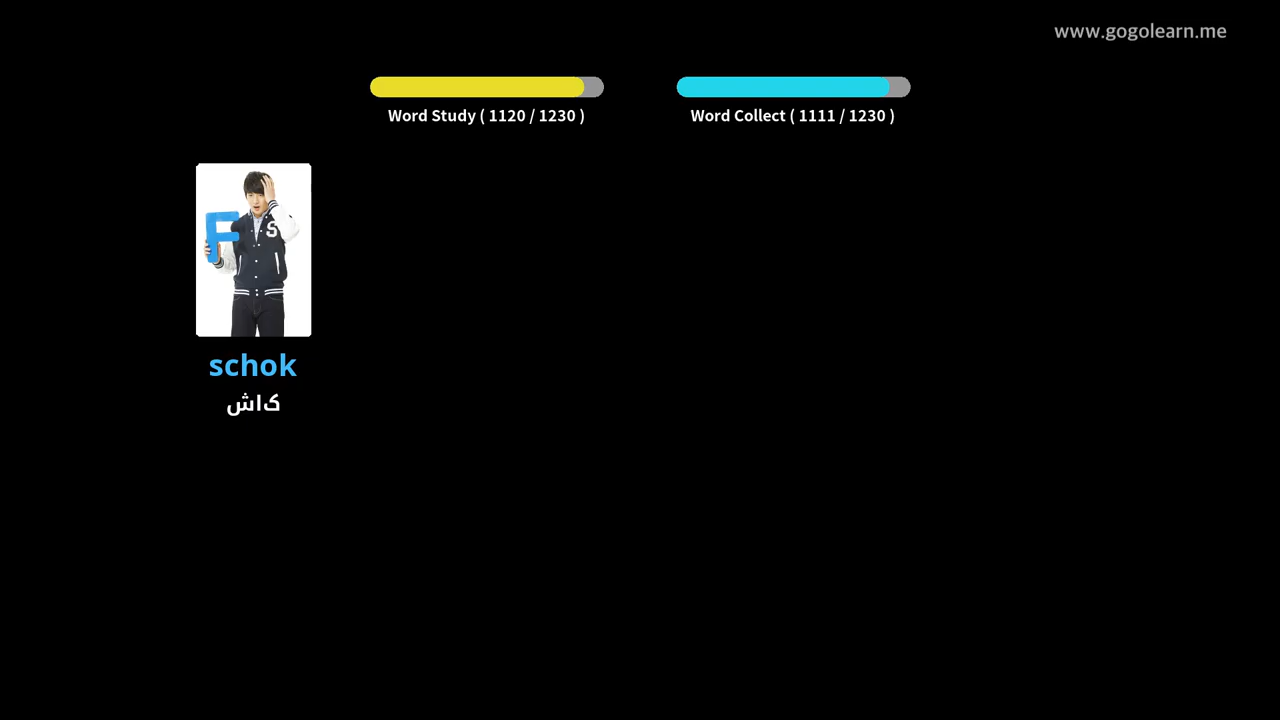 www.gogolearn.me
Word Study ( 1120 / 1230 )
Word Collect ( 1111 / 1230 )
F
S
schok
کاش